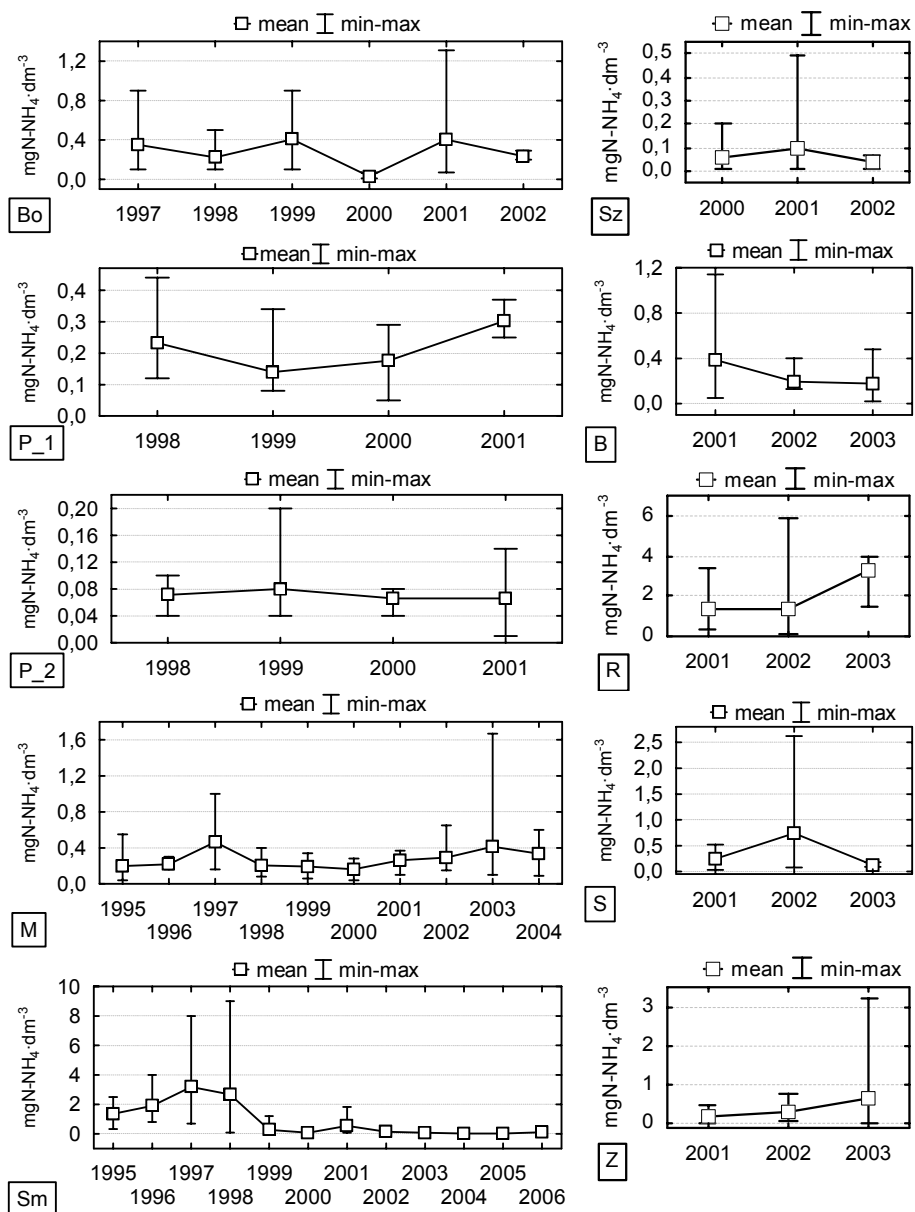 mean min-max
mgN-NH₄·dm⁻³
1,2
0,8
0,4
0,0
1997 1998 1999 2000 2001 2002
Bo
mean min-max
mgN-NH₄·dm⁻³
0,5
0,4
0,3
0,2
0,1
0,0
2000 2001 2002
Sz
mean min-max
mgN-NH₄·dm⁻³
0,4
0,3
0,2
0,1
0,0
1998 1999 2000 2001
P_1
mean min-max
mgN-NH₄·dm⁻³
1,2
0,8
0,4
0,0
2001 2002 2003
B
mean min-max
mgN-NH₄·dm⁻³
0,20
0,16
0,12
0,08
0,04
0,00
1998 1999 2000 2001
P_2
mean min-max
mgN-NH₄·dm⁻³
6
4
2
0
2001 2002 2003
R
mean min-max
mgN-NH₄·dm⁻³
1,6
1,2
0,8
0,4
0,0
1995 1997 1999 2001 2003
1996 1998 2000 2002 2004
M
mean min-max
mgN-NH₄·dm⁻³
2,5
2,0
1,5
1,0
0,5
0,0
2001 2002 2003
S
mean min-max
mgN-NH₄·dm⁻³
10
8
6
4
2
0
1995 1997 1999 2001 2003 2005
1996 1998 2000 2002 2004 2006
Sm
mean min-max
mgN-NH₄·dm⁻³
3
2
1
0
2001 2002 2003
Z